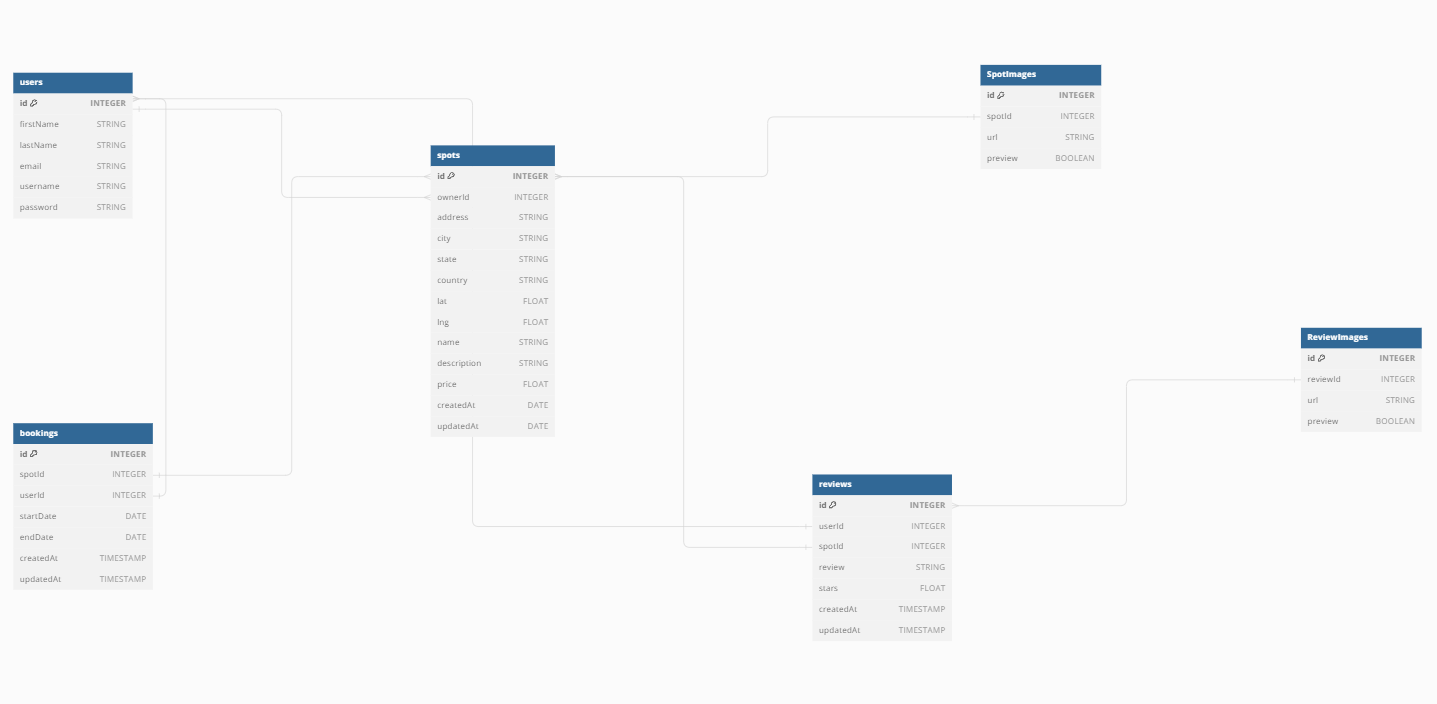 users
id INTEGER
firstName STRING
lastName STRING
email STRING
username STRING
password STRING
spots
id INTEGER
ownerId INTEGER
address STRING
city STRING
state STRING
country STRING
lat FLOAT
lng FLOAT
name STRING
description STRING
price FLOAT
createdAt DATE
updatedAt DATE
SpotImages
id INTEGER
spotId INTEGER
url STRING
preview BOOLEAN
ReviewImages
id INTEGER
reviewId INTEGER
url STRING
preview BOOLEAN
bookings
id INTEGER
spotId INTEGER
userId INTEGER
startDate DATE
endDate DATE
createdAt TIMESTAMP
updatedAt TIMESTAMP
reviews
id INTEGER
userId INTEGER
spotId INTEGER
review STRING
stars FLOAT
createdAt TIMESTAMP
updatedAt TIMESTAMP